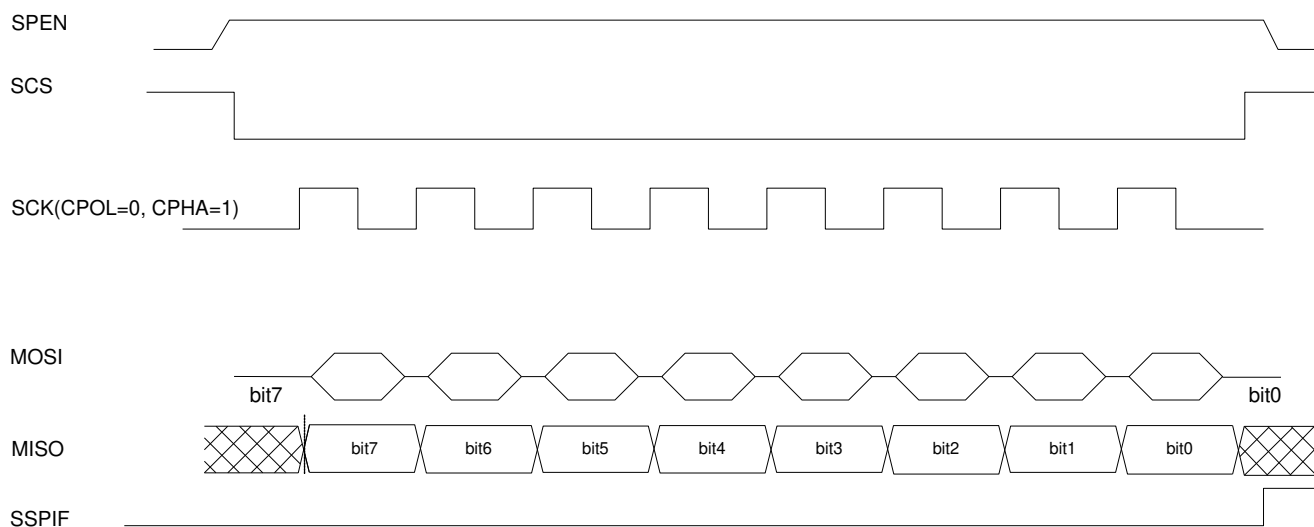 SPEN
SCS
SCK(CPOL=0, CPHA=1)
MOSI
bit7
bit0
MISO
bit7 bit6 bit5 bit4 bit3 bit2 bit1 bit0
SSPIF